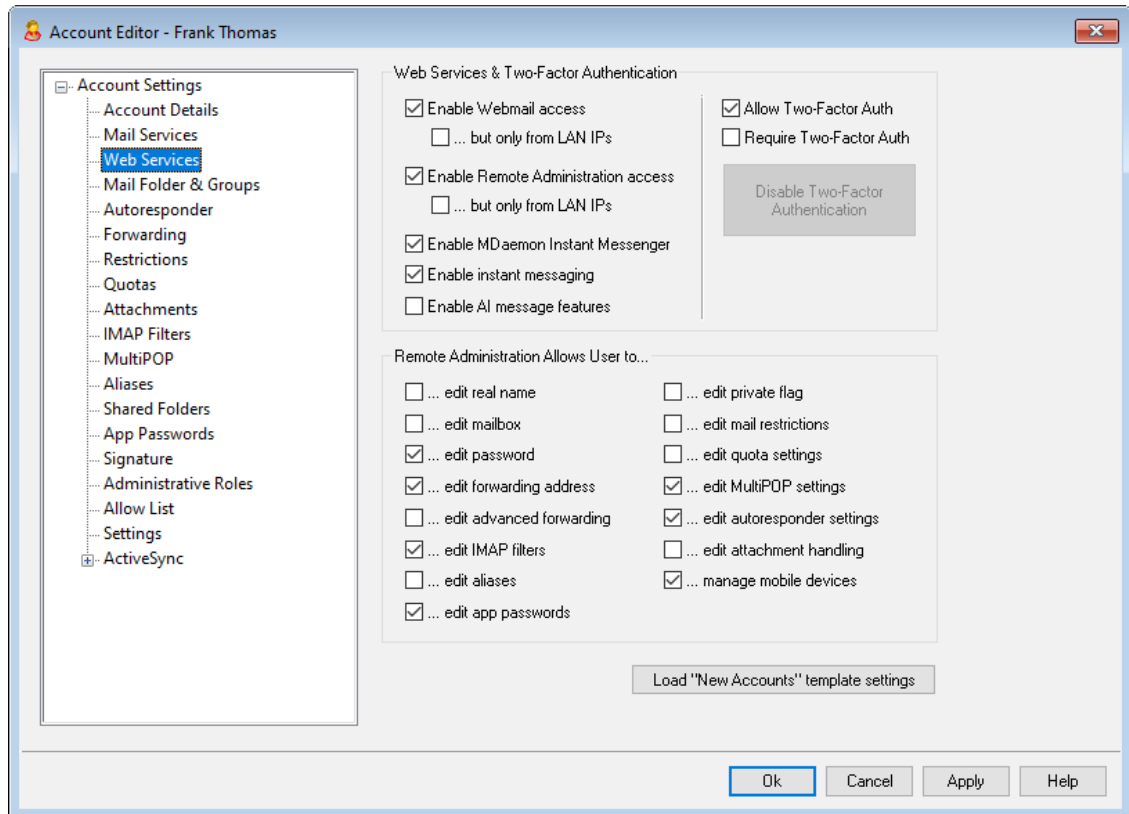 Account Editor - Frank Thomas
Account Settings
Account Details
Mail Services
Web Services
Mail Folder & Groups
Autoresponder
Forwarding
Restrictions
Quotas
Attachments
IMAP Filters
MultiPOP
Aliases
Shared Folders
App Passwords
Signature
Administrative Roles
Allow List
Settings
ActiveSync
Web Services & Two-Factor Authentication
Enable Webmail access
... but only from LAN IPs
Enable Remote Administration access
... but only from LAN IPs
Enable MDaemon Instant Messenger
Enable instant messaging
Enable AI message features
Allow Two-Factor Auth
Require Two-Factor Auth
Disable Two-Factor
Authentication
Remote Administration Allows User to...
... edit real name
... edit mailbox
... edit password
... edit forwarding address
... edit advanced forwarding
... edit IMAP filters
... edit aliases
... edit app passwords
... edit private flag
... edit mail restrictions
... edit quota settings
... edit MultiPOP settings
... edit autoresponder settings
... edit attachment handling
... manage mobile devices
Load "New Accounts" template settings
Ok
Cancel
Apply
Help